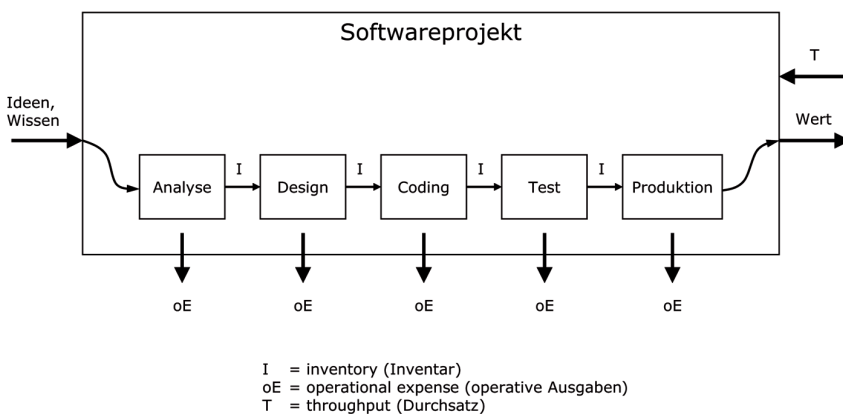 Softwareprojekt
T
Ideen,
Wissen
Wert
I I I I
Analyse Design Coding Test Produktion
oE oE oE oE oE
I = inventory (Inventar)
oE = operational expense (operative Ausgaben)
T = throughput (Durchsatz)